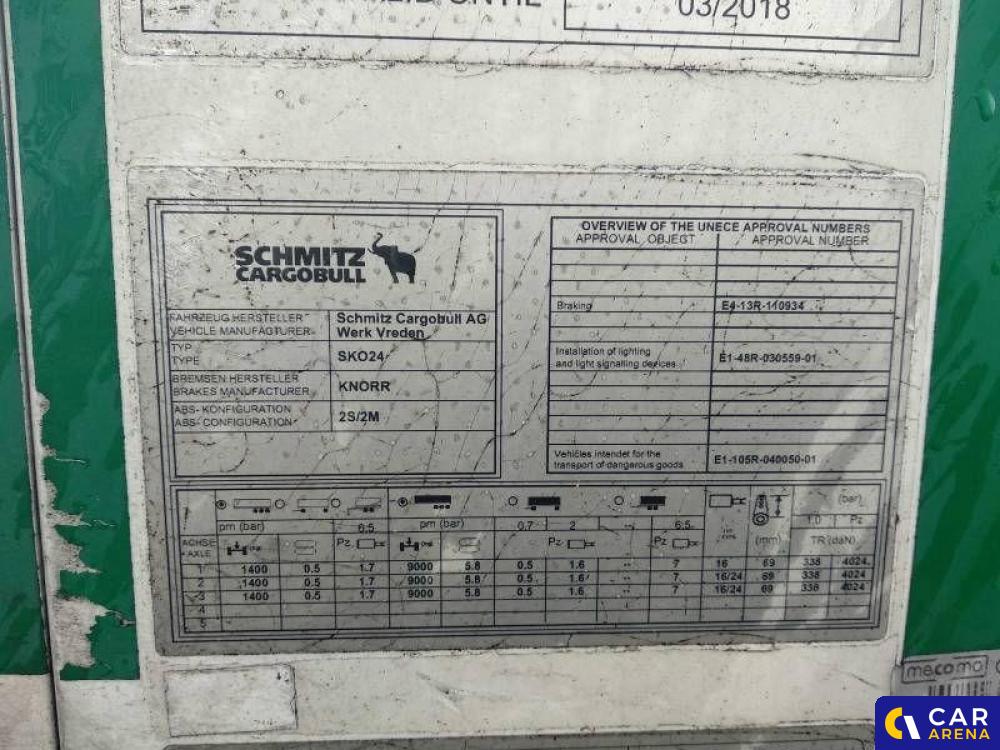 03/2018
SCHMITZ
CARGOBULL
FAHRZEUG HERSTELLER
VEHICLE MANUFACTURER
Schmitz Cargobull AG
Werk Vreden
TYP
TYPE
SKO24
BREMSEN HERSTELLER
BRAKES MANUFACTURER
KNORR
ABS- KONFIGURATION
ABS- CONFIGURATION
2S/2M
OVERVIEW OF THE UNECE APPROVAL NUMBERS
APPROVAL OBJECT APPROVAL NUMBER
Braking E4-13R-110934
Installation of lighting
and light signalling devices
E1-48R-030559-01
Vehicles intendet for the
transport of dangerous goods
E1-105R-040050-01
(bar)
pm (bar) 6.5 pm (bar) 0.7 2 -- 6.5 1.0 Pz
ACHSE
AXLE
Pz Pz Pz (mm) TR (daN)
1 1400 0.5 1.7 9000 5.8 0.5 1.6 -- 7 16 69 338 4024
2 1400 0.5 1.7 9000 5.8 0.5 1.6 -- 7 16/24 69 338 4024
3 1400 0.5 1.7 9000 5.8 0.5 1.6 -- 7 16/24 69 338 4024
4
5
mecomo
CAR
ARENA